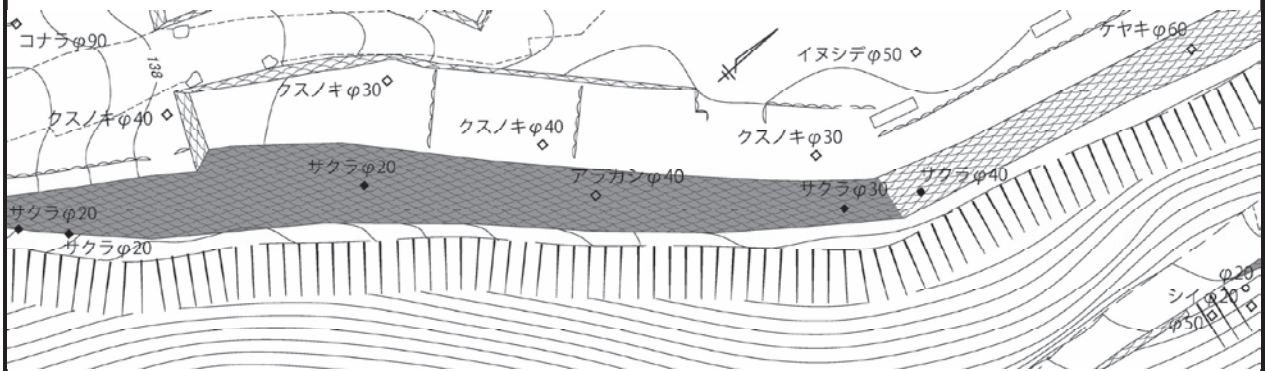 コナラφ90
138
クスノキφ30
クスノキφ40
クスノキφ40
イヌシデφ50
ケヤキφ60
クスノキφ30
サクラφ20
アラカシφ40
サクラφ30
サクラφ40
サクラφ20
サクラφ20
φ20
シイφ20
φ50